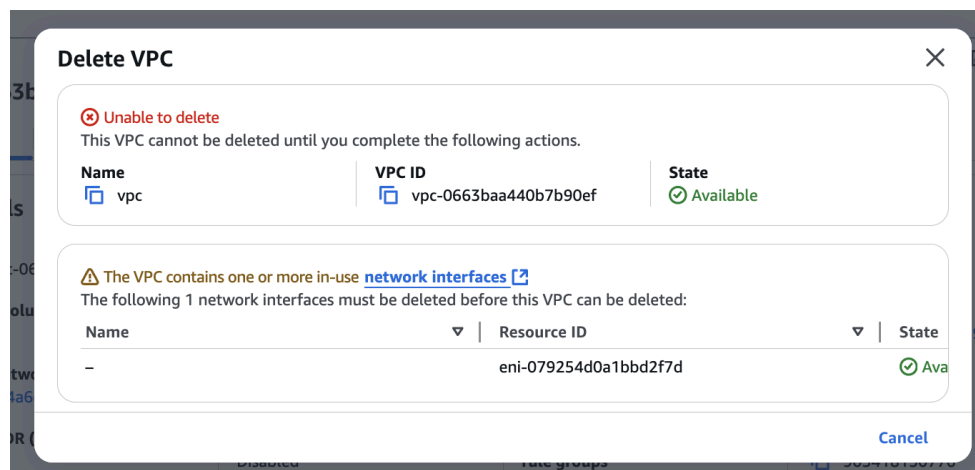 Delete VPC
Unable to delete
This VPC cannot be deleted until you complete the following actions.
Name
vpc
VPC ID
vpc-0663baa440b7b90ef
State
Available
The VPC contains one or more in-use network interfaces
The following 1 network interfaces must be deleted before this VPC can be deleted:
Name Resource ID State
– eni-079254d0a1bbd2f7d Ava
Cancel